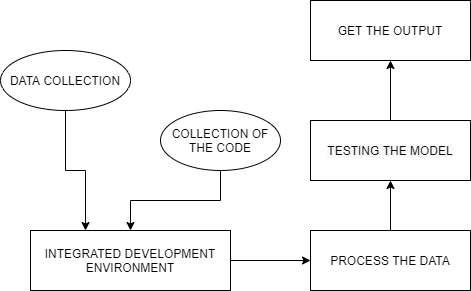 GET THE OUTPUT
DATA COLLECTION
COLLECTION OF
THE CODE
TESTING THE MODEL
INTEGRATED DEVELOPMENT
ENVIRONMENT
PROCESS THE DATA